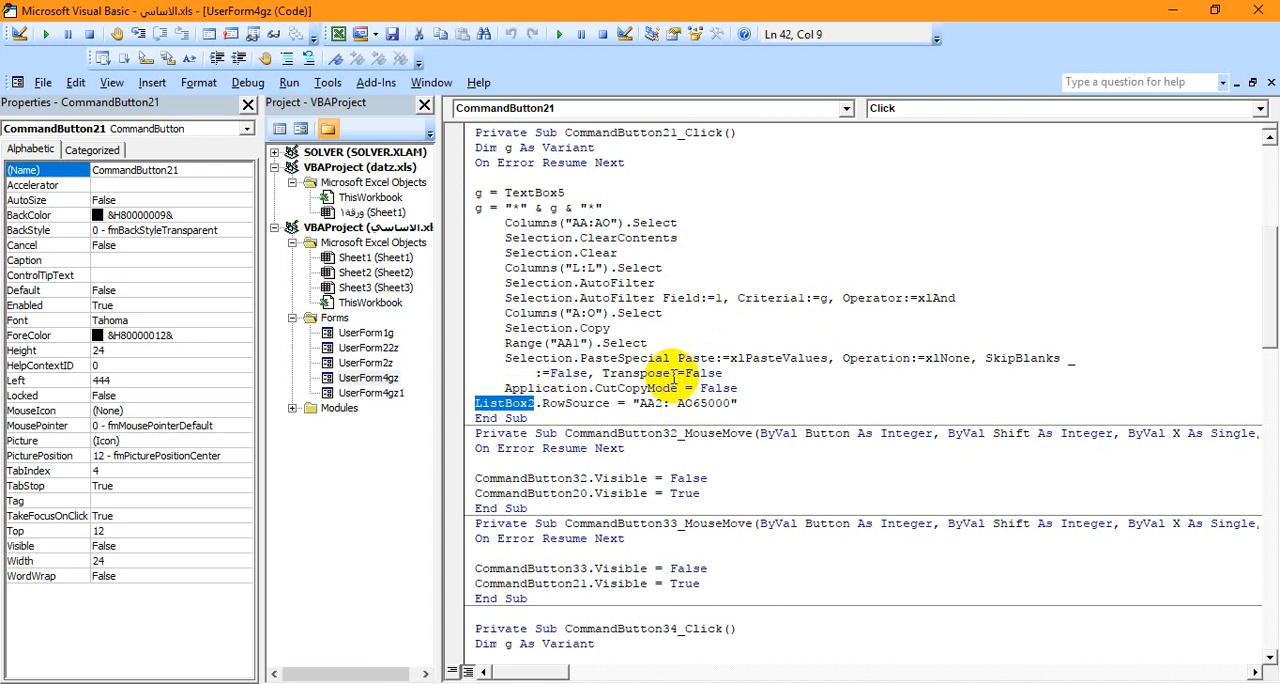 Microsoft Visual Basic - الاساسي.xls - [UserForm4gz (Code)]
Ln 42, Col 9
File Edit View Insert Format Debug Run Tools Add-Ins Window Help
Type a question for help
Properties - CommandButton21
CommandButton21 CommandButton
Alphabetic Categorized
(Name) CommandButton21
Accelerator
AutoSize False
BackColor &H80000009&
BackStyle 0 - fmBackStyleTransparent
Cancel False
Caption
ControlTipText
Default False
Enabled True
Font Tahoma
ForeColor &H80000012&
Height 24
HelpContextID 0
Left 444
Locked False
MouseIcon (None)
MousePointer 0 - fmMousePointerDefault
Picture (Icon)
PicturePosition 12 - fmPicturePositionCenter
TabIndex 4
TabStop True
Tag
TakeFocusOnClick True
Top 12
Visible False
Width 24
WordWrap False
Project - VBAProject
SOLVER (SOLVER.XLAM)
VBAProject (datz.xls)
Microsoft Excel Objects
ThisWorkbook
ورقة١ (Sheet1)
VBAProject (الاساسي.xl
Microsoft Excel Objects
Sheet1 (Sheet1)
Sheet2 (Sheet2)
Sheet3 (Sheet3)
ThisWorkbook
Forms
UserForm1g
UserForm22z
UserForm2z
UserForm4gz
UserForm4gz1
Modules
CommandButton21 Click
Private Sub CommandButton21_Click()
Dim g As Variant
On Error Resume Next
g = TextBox5
g = "*" & g & "*"
Columns("AA:AO").Select
Selection.ClearContents
Selection.Clear
Columns("L:L").Select
Selection.AutoFilter
Selection.AutoFilter Field:=1, Criteria1:=g, Operator:=xlAnd
Columns("A:O").Select
Selection.Copy
Range("AA1").Select
Selection.PasteSpecial Paste:=xlPasteValues, Operation:=xlNone, SkipBlanks _
:=False, Transpose:=False
Application.CutCopyMode = False
ListBox2.RowSource = "AA2: AO65000"
End Sub
Private Sub CommandButton32_MouseMove(ByVal Button As Integer, ByVal Shift As Integer, ByVal X As Single,
On Error Resume Next
CommandButton32.Visible = False
CommandButton20.Visible = True
End Sub
Private Sub CommandButton33_MouseMove(ByVal Button As Integer, ByVal Shift As Integer, ByVal X As Single,
On Error Resume Next
CommandButton33.Visible = False
CommandButton21.Visible = True
End Sub
Private Sub CommandButton34_Click()
Dim g As Variant